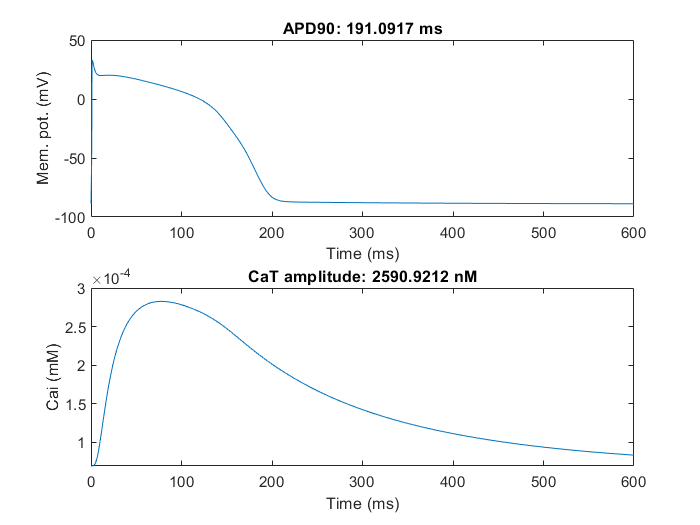 APD90: 191.0917 ms
50
0
-50
-100
Mem. pot. (mV)
0 100 200 300 400 500 600
Time (ms)
×10-4
CaT amplitude: 2590.9212 nM
3
2.5
2
1.5
1
Cai (mM)
0 100 200 300 400 500 600
Time (ms)